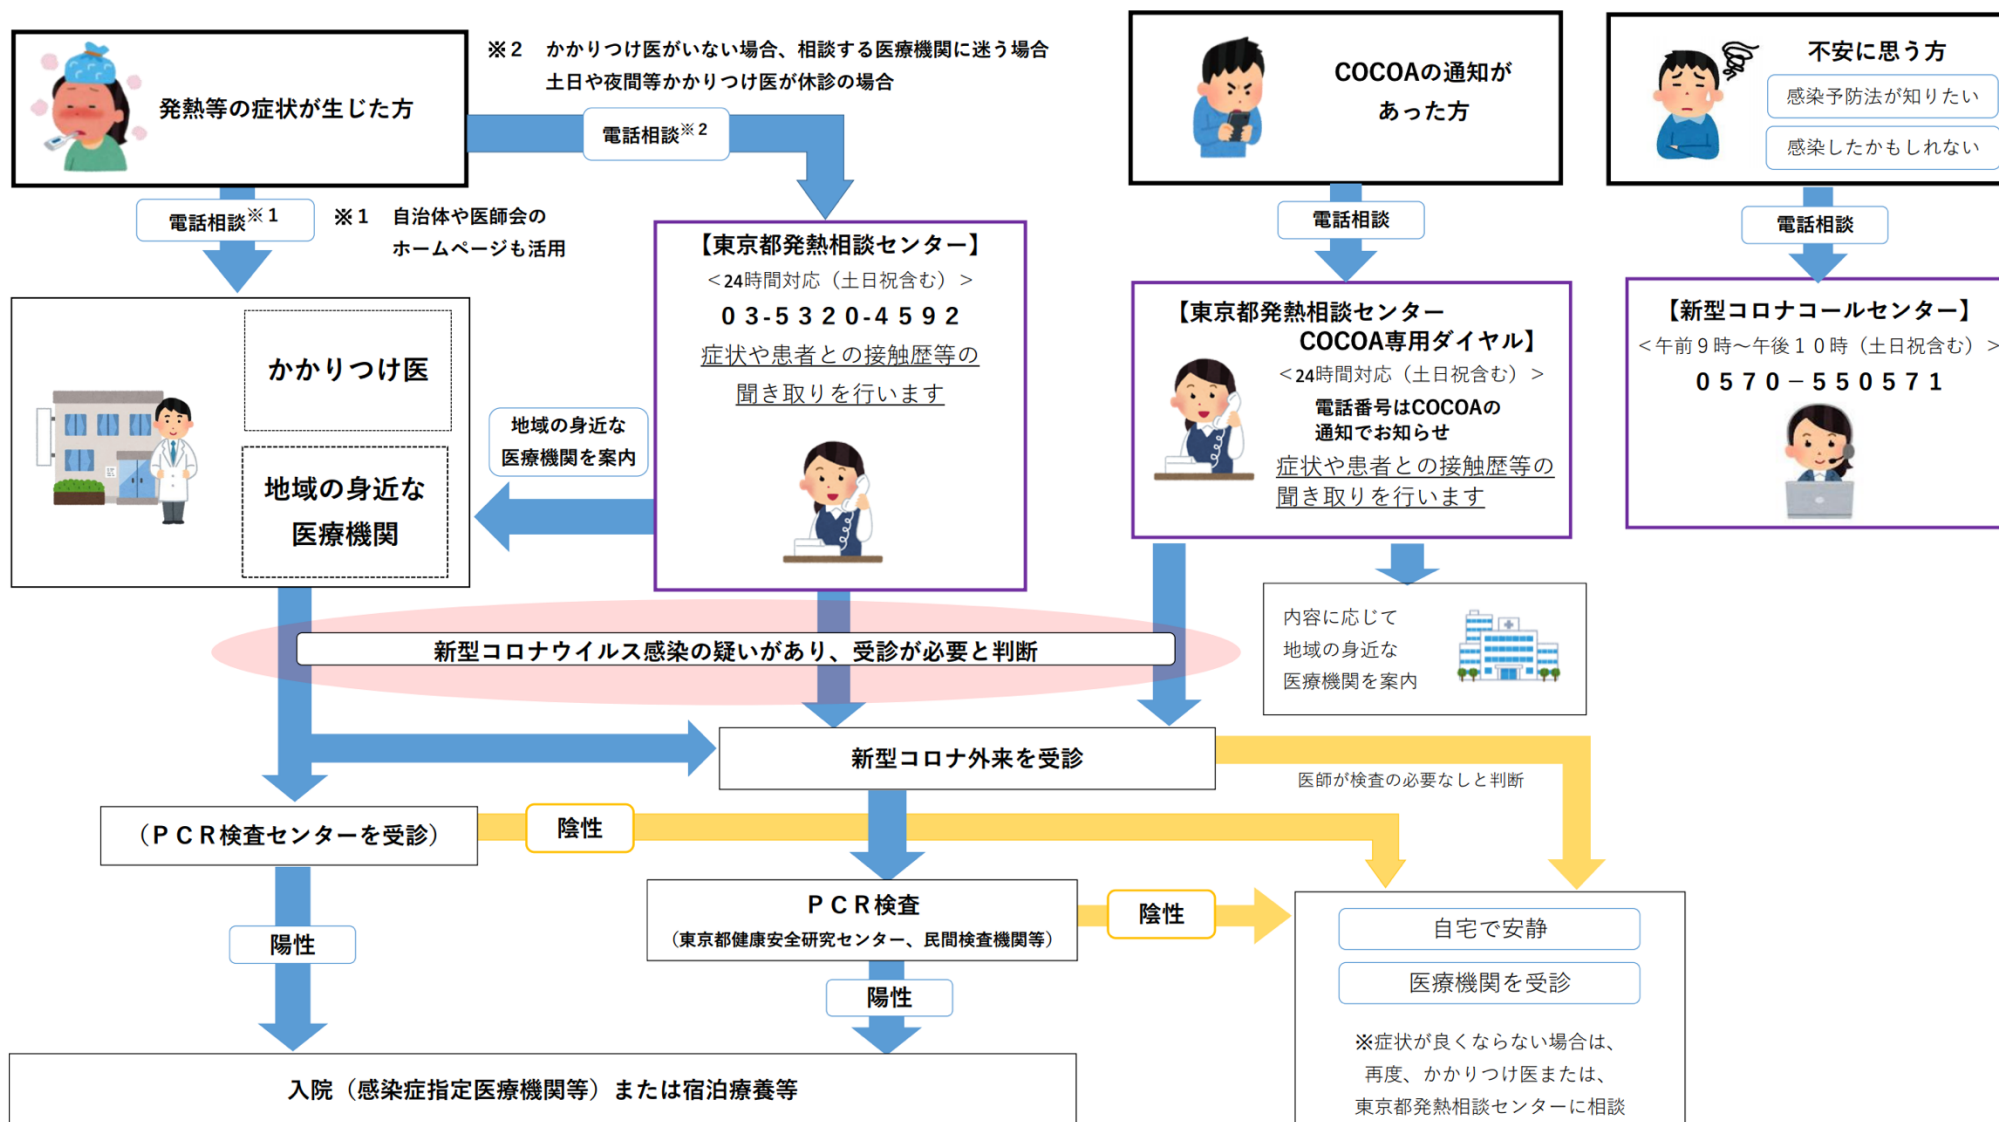 発熱等の症状が生じた方
※２　かかりつけ医がいない場合、相談する医療機関に迷う場合
土日や夜間等かかりつけ医が休診の場合
電話相談※２
電話相談※１
※１　自治体や医師会の
ホームページも活用
かかりつけ医
地域の身近な
医療機関
【東京都発熱相談センター】
＜24時間対応（土日祝含む）＞
０３-５３２０-４５９２
症状や患者との接触歴等の
聞き取りを行います
地域の身近な
医療機関を案内
COCOAの通知が
あった方
電話相談
【東京都発熱相談センター
COCOA専用ダイヤル】
＜24時間対応（土日祝含む）＞
電話番号はCOCOAの
通知でお知らせ
症状や患者との接触歴等の
聞き取りを行います
内容に応じて
地域の身近な
医療機関を案内
不安に思う方
感染予防法が知りたい
感染したかもしれない
電話相談
【新型コロナコールセンター】
＜午前９時～午後１０時（土日祝含む）＞
０５７０－５５０５７１
新型コロナウイルス感染の疑いがあり、受診が必要と判断
新型コロナ外来を受診
医師が検査の必要なしと判断
（ＰＣＲ検査センターを受診）
陰性
陽性
ＰＣＲ検査
（東京都健康安全研究センター、民間検査機関等）
陰性
陽性
自宅で安静
医療機関を受診
※症状が良くならない場合は、
再度、かかりつけ医または、
東京都発熱相談センターに相談
入院（感染症指定医療機関等）または宿泊療養等